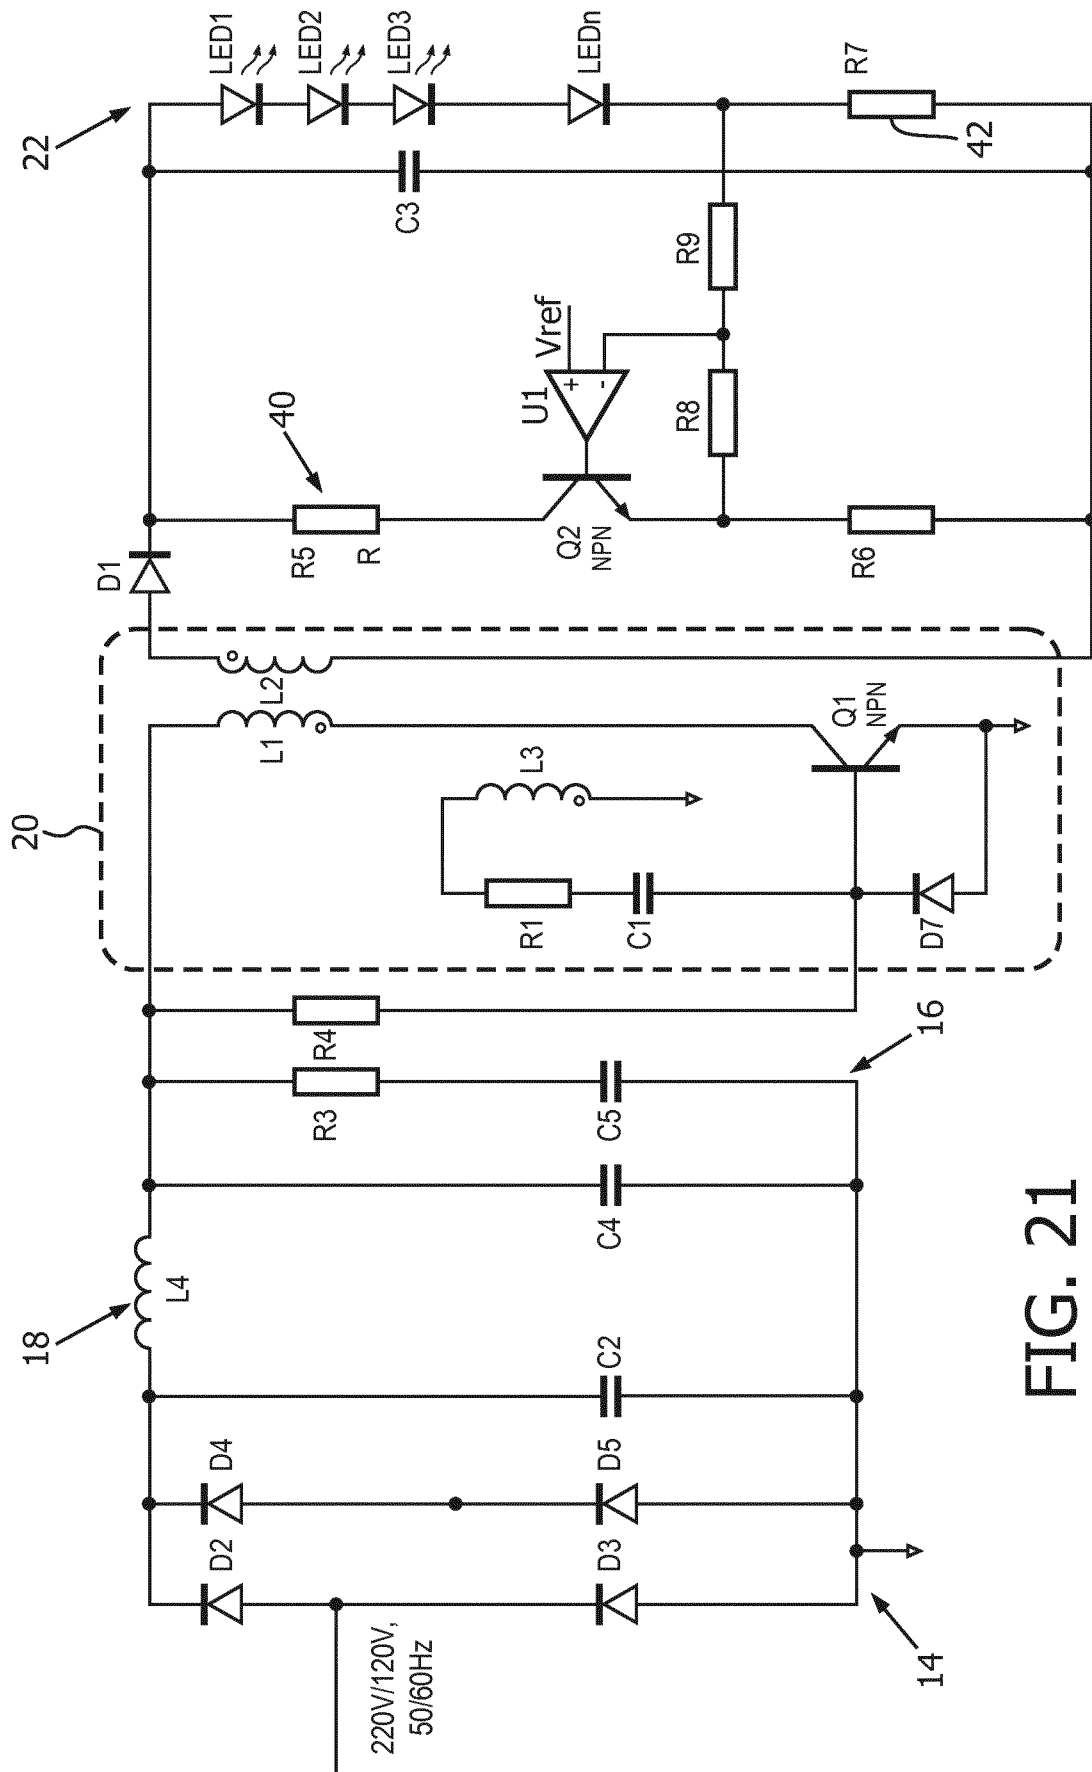 22
LED1
LED2
LED3
LEDn
R7
42
C3
R9
Vref
+
-
U1
R8
40
R5
R
Q2
NPN
R6
D1
20
L2
L1
L3
Q1
NPN
R1
C1
D7
R4
R3
C5
16
C4
18
L4
C2
D4
D5
D2
D3
220V/120V,
50/60Hz
14
FIG. 21